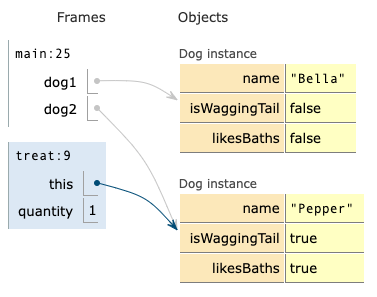 Frames Objects
main:25
dog1
dog2
treat:9
this
quantity 1
Dog instance
name "Bella"
isWaggingTail false
likesBaths false
Dog instance
name "Pepper"
isWaggingTail true
likesBaths true